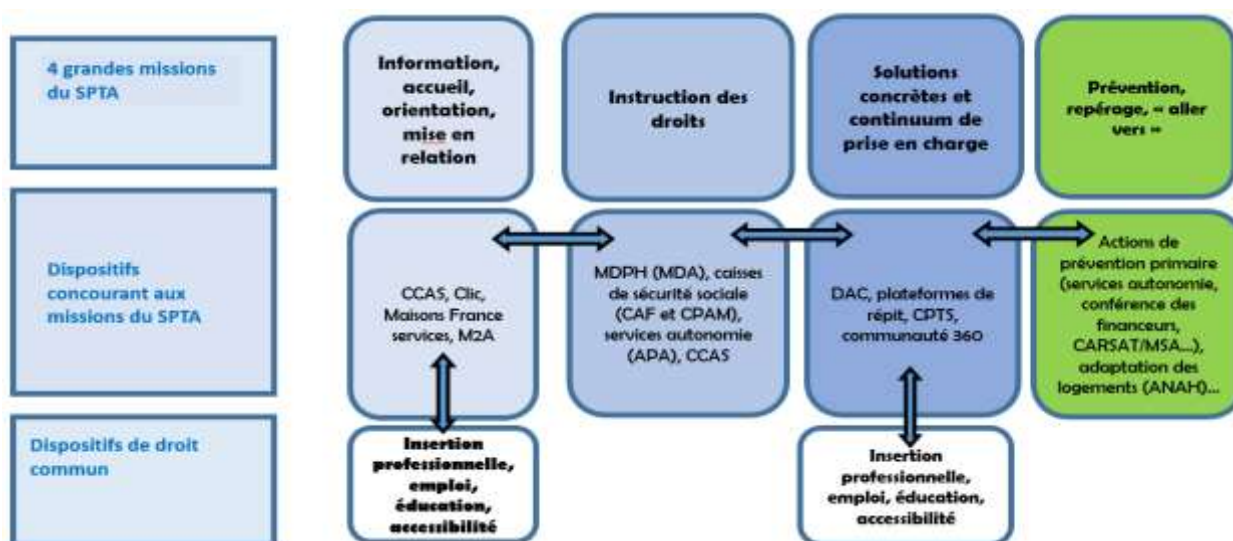 4 grandes missions
du SPTA
Information,
accueil,
orientation,
mise en
relation
Instruction des
droits
Solutions
concrètes et
continuum de
prise en charge
Prévention,
repérage, « aller
vers »
Dispositifs
concourant aux
missions du SPTA
CCAS, Clic,
Maisons France
services, M2A
MDPH (MDA), caisses
de sécurité sociale
(CAF et CPAM),
services autonomie
(APA), CCAS
DAC, plateformes de
répit, CPTS,
communauté 360
Actions de
prévention primaire
(services autonomie,
conférence des
financeurs,
CARSAT/MSA...),
adaptation des
logements (ANAH)...
Dispositifs de droit
commun
Insertion
professionnelle,
emploi,
éducation,
accessibilité
Insertion
professionnelle,
emploi, éducation,
accessibilité